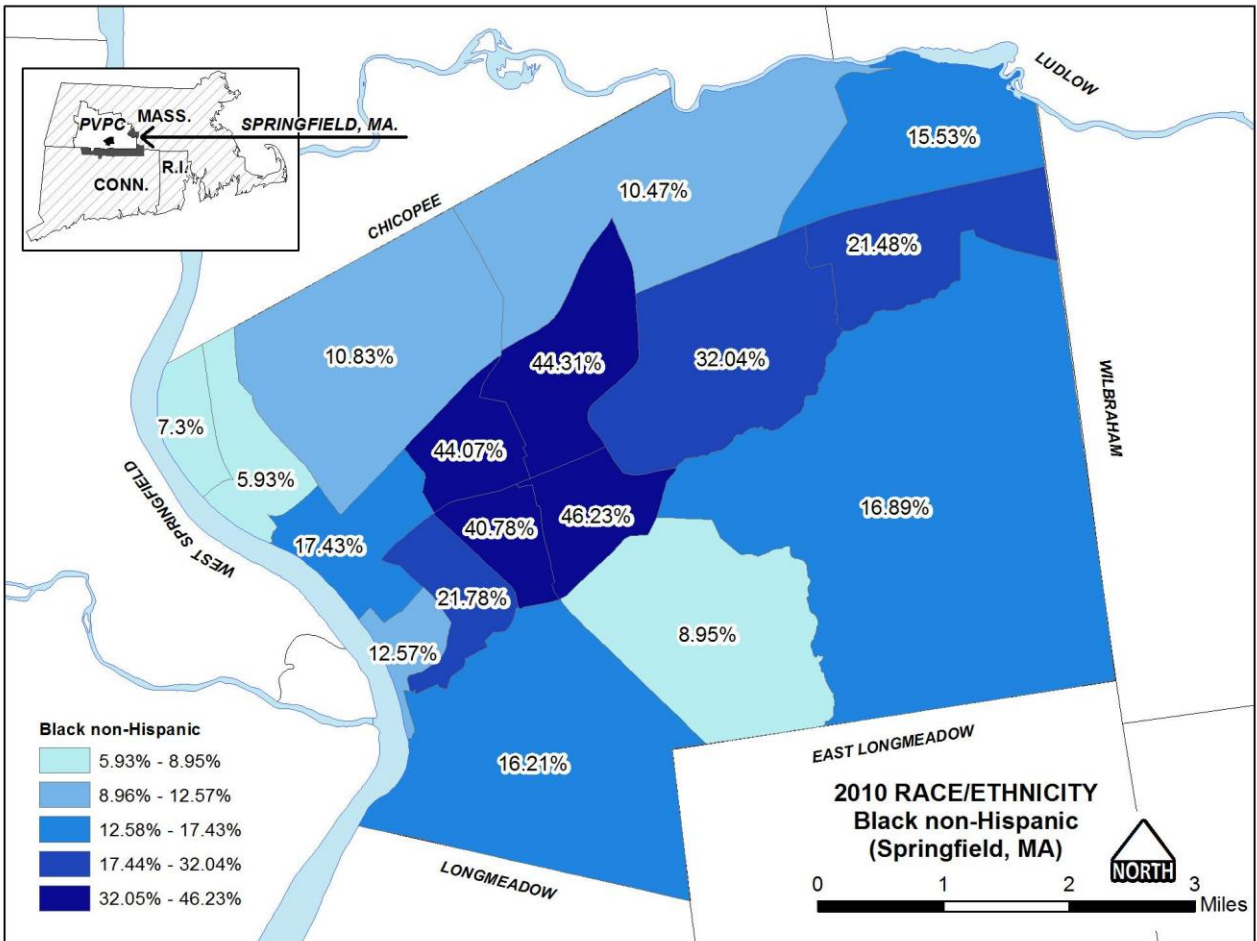 LUDLOW
PVPC
MASS.
SPRINGFIELD, MA.
R.I.
CONN.
CHICOPEE
15.53%
10.47%
21.48%
10.83%
44.31%
32.04%
WILBRAHAM
7.3%
44.07%
5.93%
WEST SPRINGFIELD
46.23%
16.89%
40.78%
17.43%
21.78%
12.57%
8.95%
16.21%
EAST LONGMEADOW
LONGMEADOW
Black non-Hispanic
5.93% - 8.95%
8.96% - 12.57%
12.58% - 17.43%
17.44% - 32.04%
32.05% - 46.23%
2010 RACE/ETHNICITY
Black non-Hispanic
(Springfield, MA)
NORTH
0 1 2 3
Miles